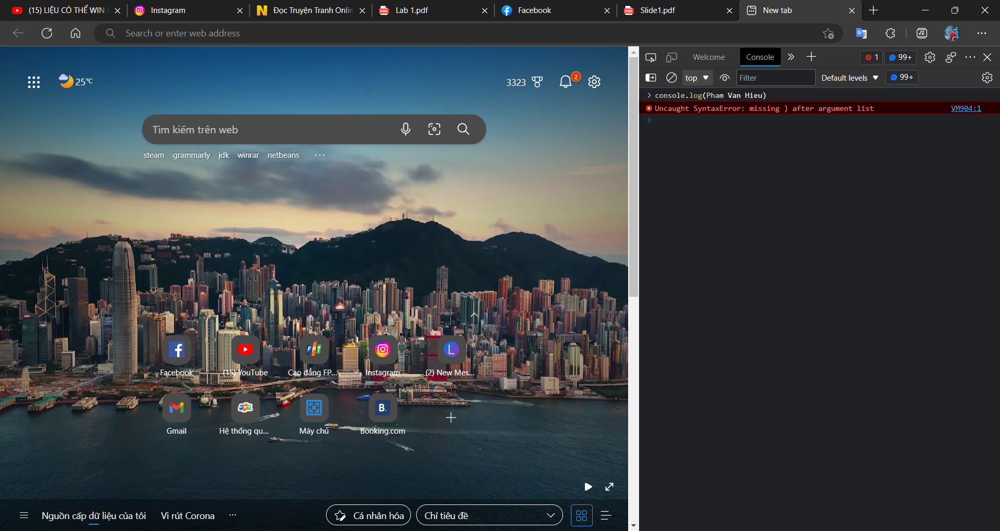 (15) LIỆU CÓ THỂ WIN
Instagram
Đọc Truyện Tranh Onlin
Lab 1.pdf
Facebook
Slide1.pdf
New tab
Search or enter web address
25°C
3323
2
Tìm kiếm trên web
steam grammarly jdk winrar netbeans ...
Facebook
(15) YouTube
Cao đẳng FP...
Instagram
(2) New Mes...
Gmail
Hệ thống qu...
Máy chủ
Booking.com
Nguồn cấp dữ liệu của tôi
Vi rút Corona
...
Cá nhân hóa
Chỉ tiêu đề
Welcome
Console
1
99+
top
Filter
Default levels
99+
console.log(Pham Van Hieu)
Uncaught SyntaxError: missing ) after argument list
VM904:1